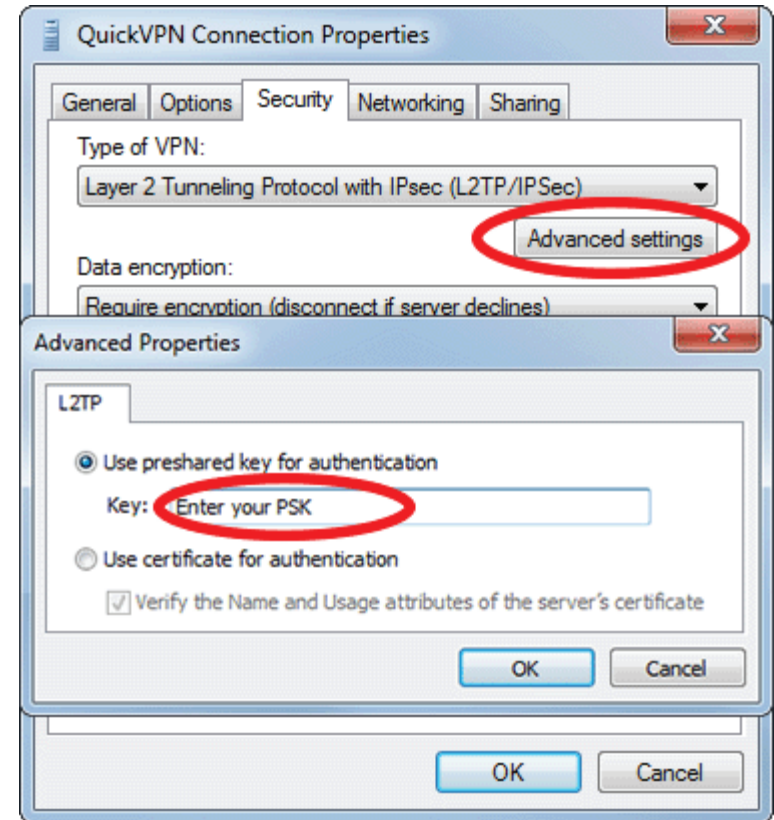 QuickVPN Connection Properties
General Options Security Networking Sharing
Type of VPN:
Layer 2 Tunneling Protocol with IPsec (L2TP/IPSec)
Advanced settings
Data encryption:
Require encryption (disconnect if server declines)
Advanced Properties
L2TP
Use preshared key for authentication
Key: Enter your PSK
Use certificate for authentication
Verify the Name and Usage attributes of the server's certificate
OK Cancel
OK Cancel